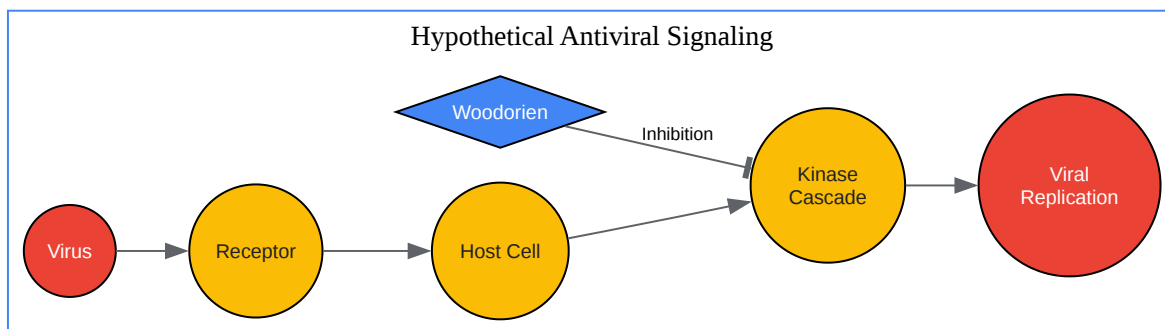 Hypothetical Antiviral Signaling
Woodorien
Inhibition
Virus
Receptor
Host Cell
Kinase
Cascade
Viral
Replication